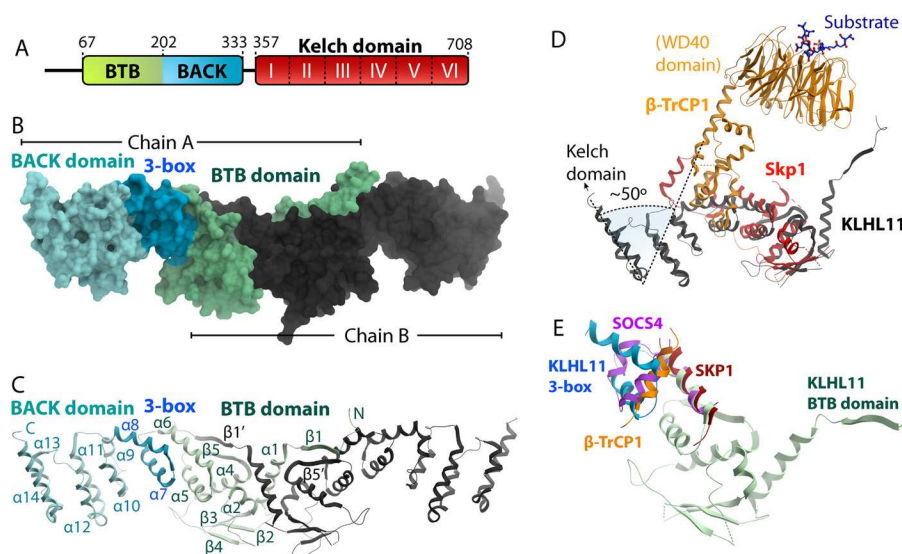 A
67 202 333 357 Kelch domain 708
BTB BACK I II III IV V VI
B
Chain A
BACK domain 3-box BTB domain
Chain B
C
BACK domain 3-box BTB domain
C α13 α14 α12 α11 α10 α9 α8 α7 α6 α5 β5 α4 β3 β4 α2 β2 β1' α1 β1 β5' N
D
Substrate
(WD40
domain)
β-TrCP1
Kelch
domain
~50º
Skp1
KLHL11
E
SOCS4
KLHL11
3-box
SKP1
KLHL11
BTB domain
β-TrCP1